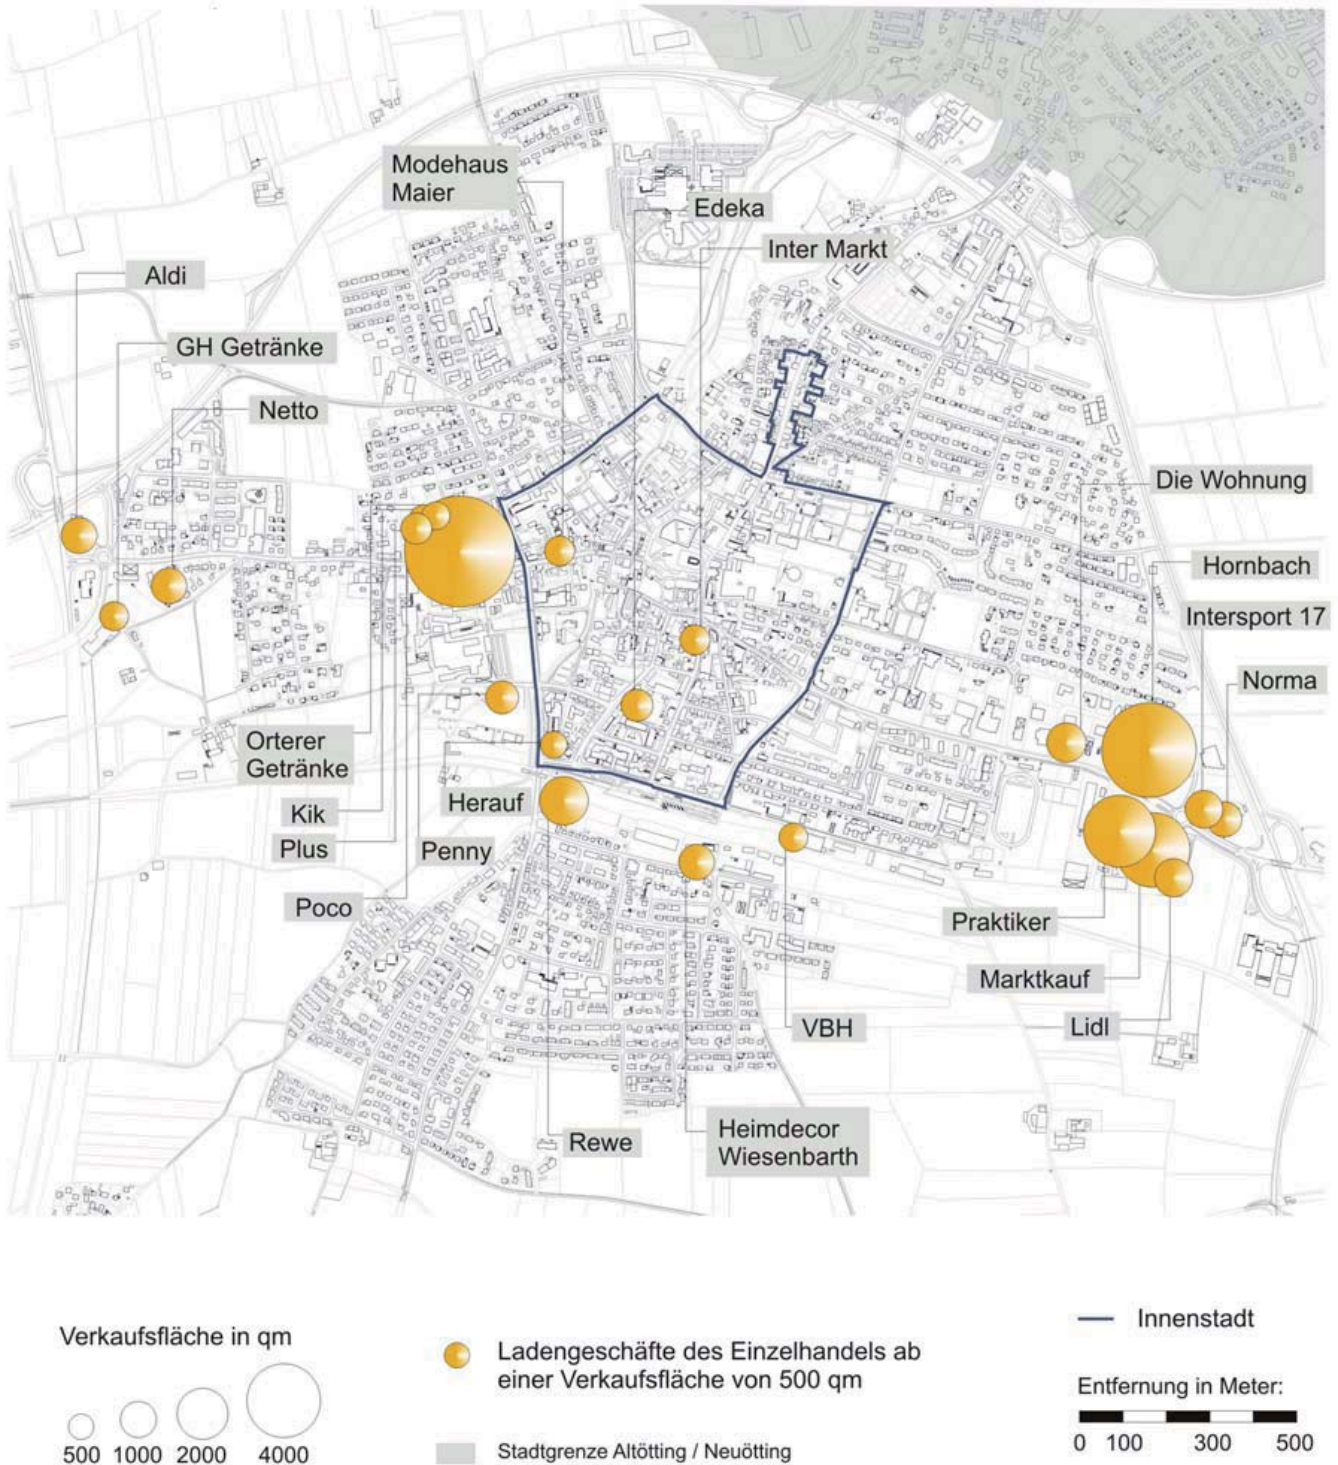 Modehaus
Maier
Edeka
Inter Markt
Aldi
GH Getränke
Netto
Die Wohnung
Hornbach
Intersport 17
Norma
Orterer
Getränke
Kik
Plus
Poco
Herauf
Penny
Praktiker
Marktkauf
Lidl
VBH
Rewe
Heimdecor
Wiesenbarth
Verkaufsfläche in qm
500 1000 2000 4000
Ladengeschäfte des Einzelhandels ab
einer Verkaufsfläche von 500 qm
Stadtgrenze Altötting / Neuötting
Innenstadt
Entfernung in Meter:
0 100 300 500